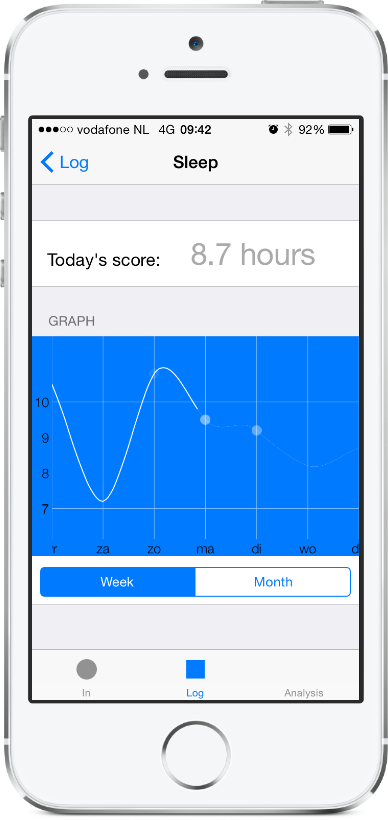 vodafone NL 4G 09:42 92%
Log Sleep
Today's score: 8.7 hours
GRAPH
10
9
8
7
r za zo ma di wo d
Week Month
In Log Analysis